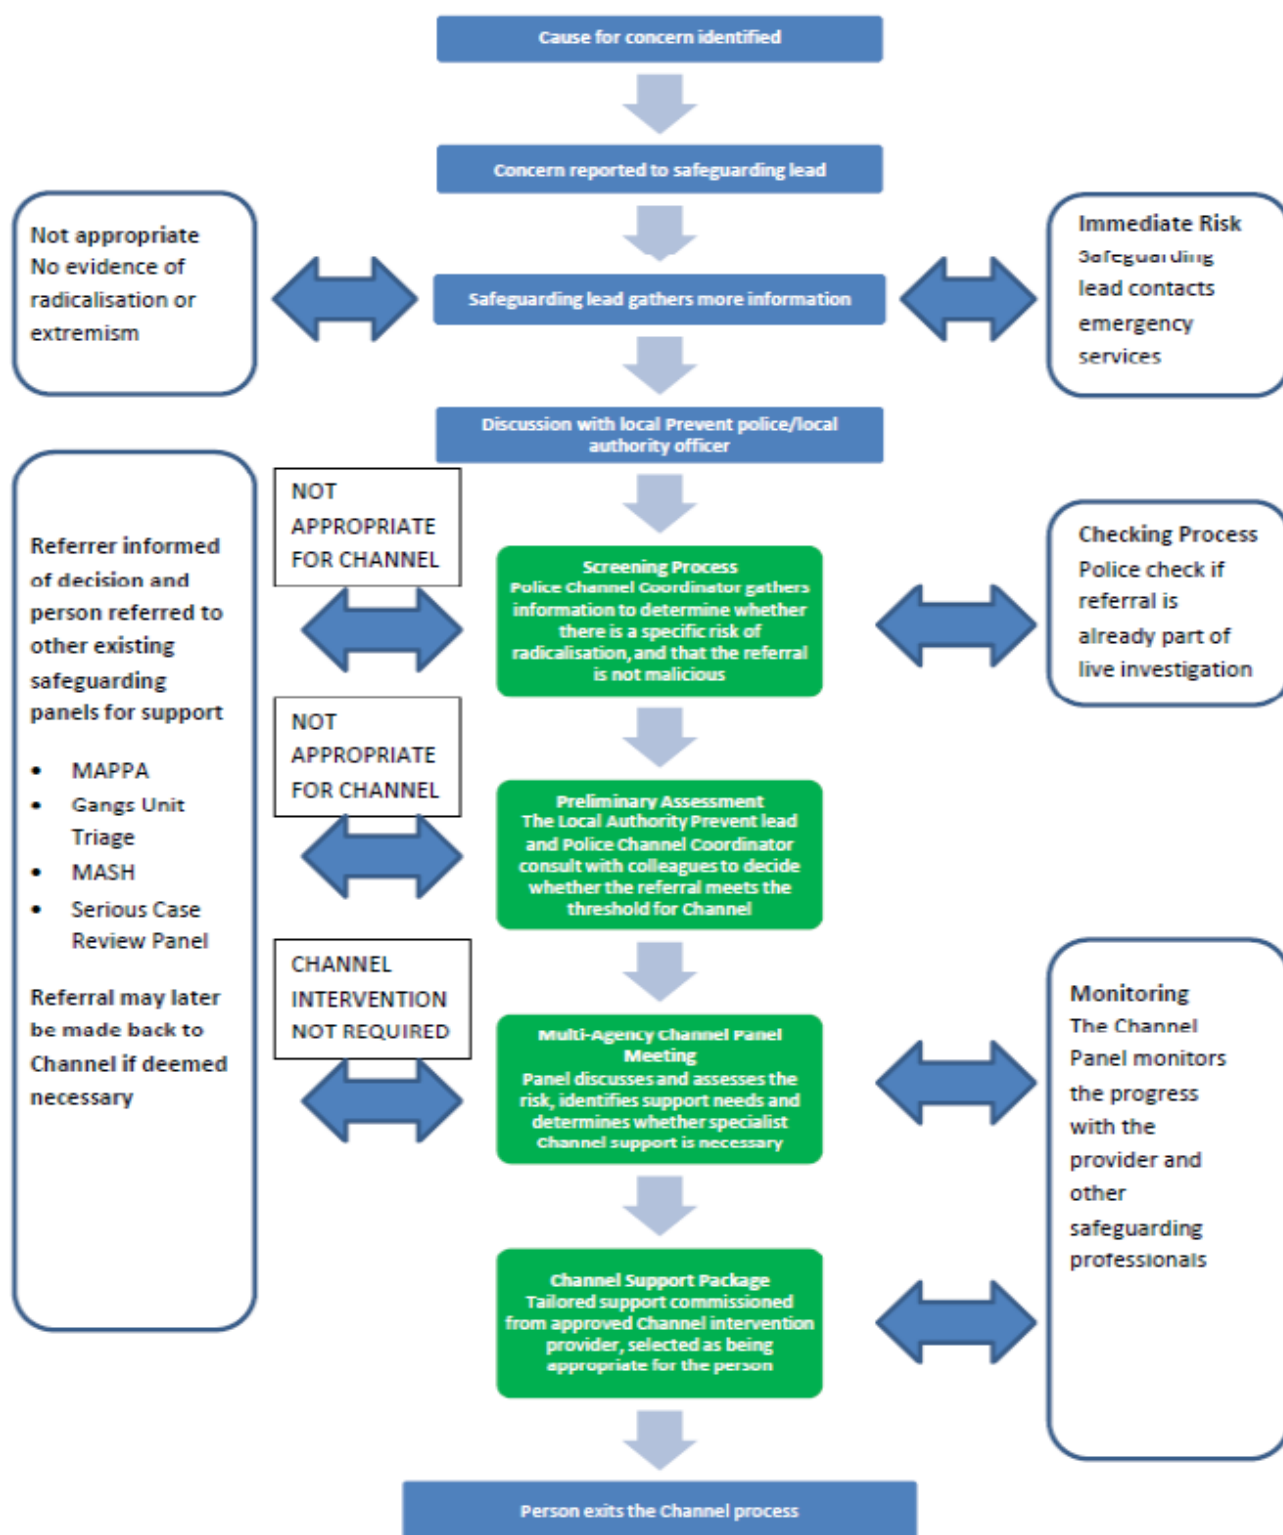 Cause for concern identified
Concern reported to safeguarding lead
Not appropriate
No evidence of
radicalisation or
extremism
Safeguarding lead gathers more information
Immediate Risk
Safeguarding
lead contacts
emergency
services
Discussion with local Prevent police/local
authority officer
Referrer informed
of decision and
person referred to
other existing
safeguarding
panels for support
• MAPPA
• Gangs Unit
Triage
• MASH
• Serious Case
Review Panel
Referral may later
be made back to
Channel if deemed
necessary
NOT
APPROPRIATE
FOR CHANNEL
Screening Process
Police Channel Coordinator gathers
information to determine whether
there is a specific risk of
radicalisation, and that the referral
is not malicious
Checking Process
Police check if
referral is
already part of
live investigation
NOT
APPROPRIATE
FOR CHANNEL
Preliminary Assessment
The Local Authority Prevent lead
and Police Channel Coordinator
consult with colleagues to decide
whether the referral meets the
threshold for Channel
CHANNEL
INTERVENTION
NOT REQUIRED
Multi-Agency Channel Panel
Meeting
Panel discusses and assesses the
risk, identifies support needs and
determines whether specialist
Channel support is necessary
Monitoring
The Channel
Panel monitors
the progress
with the
provider and
other
safeguarding
professionals
Channel Support Package
Tailored support commissioned
from approved Channel intervention
provider, selected as being
appropriate for the person
Person exits the Channel process